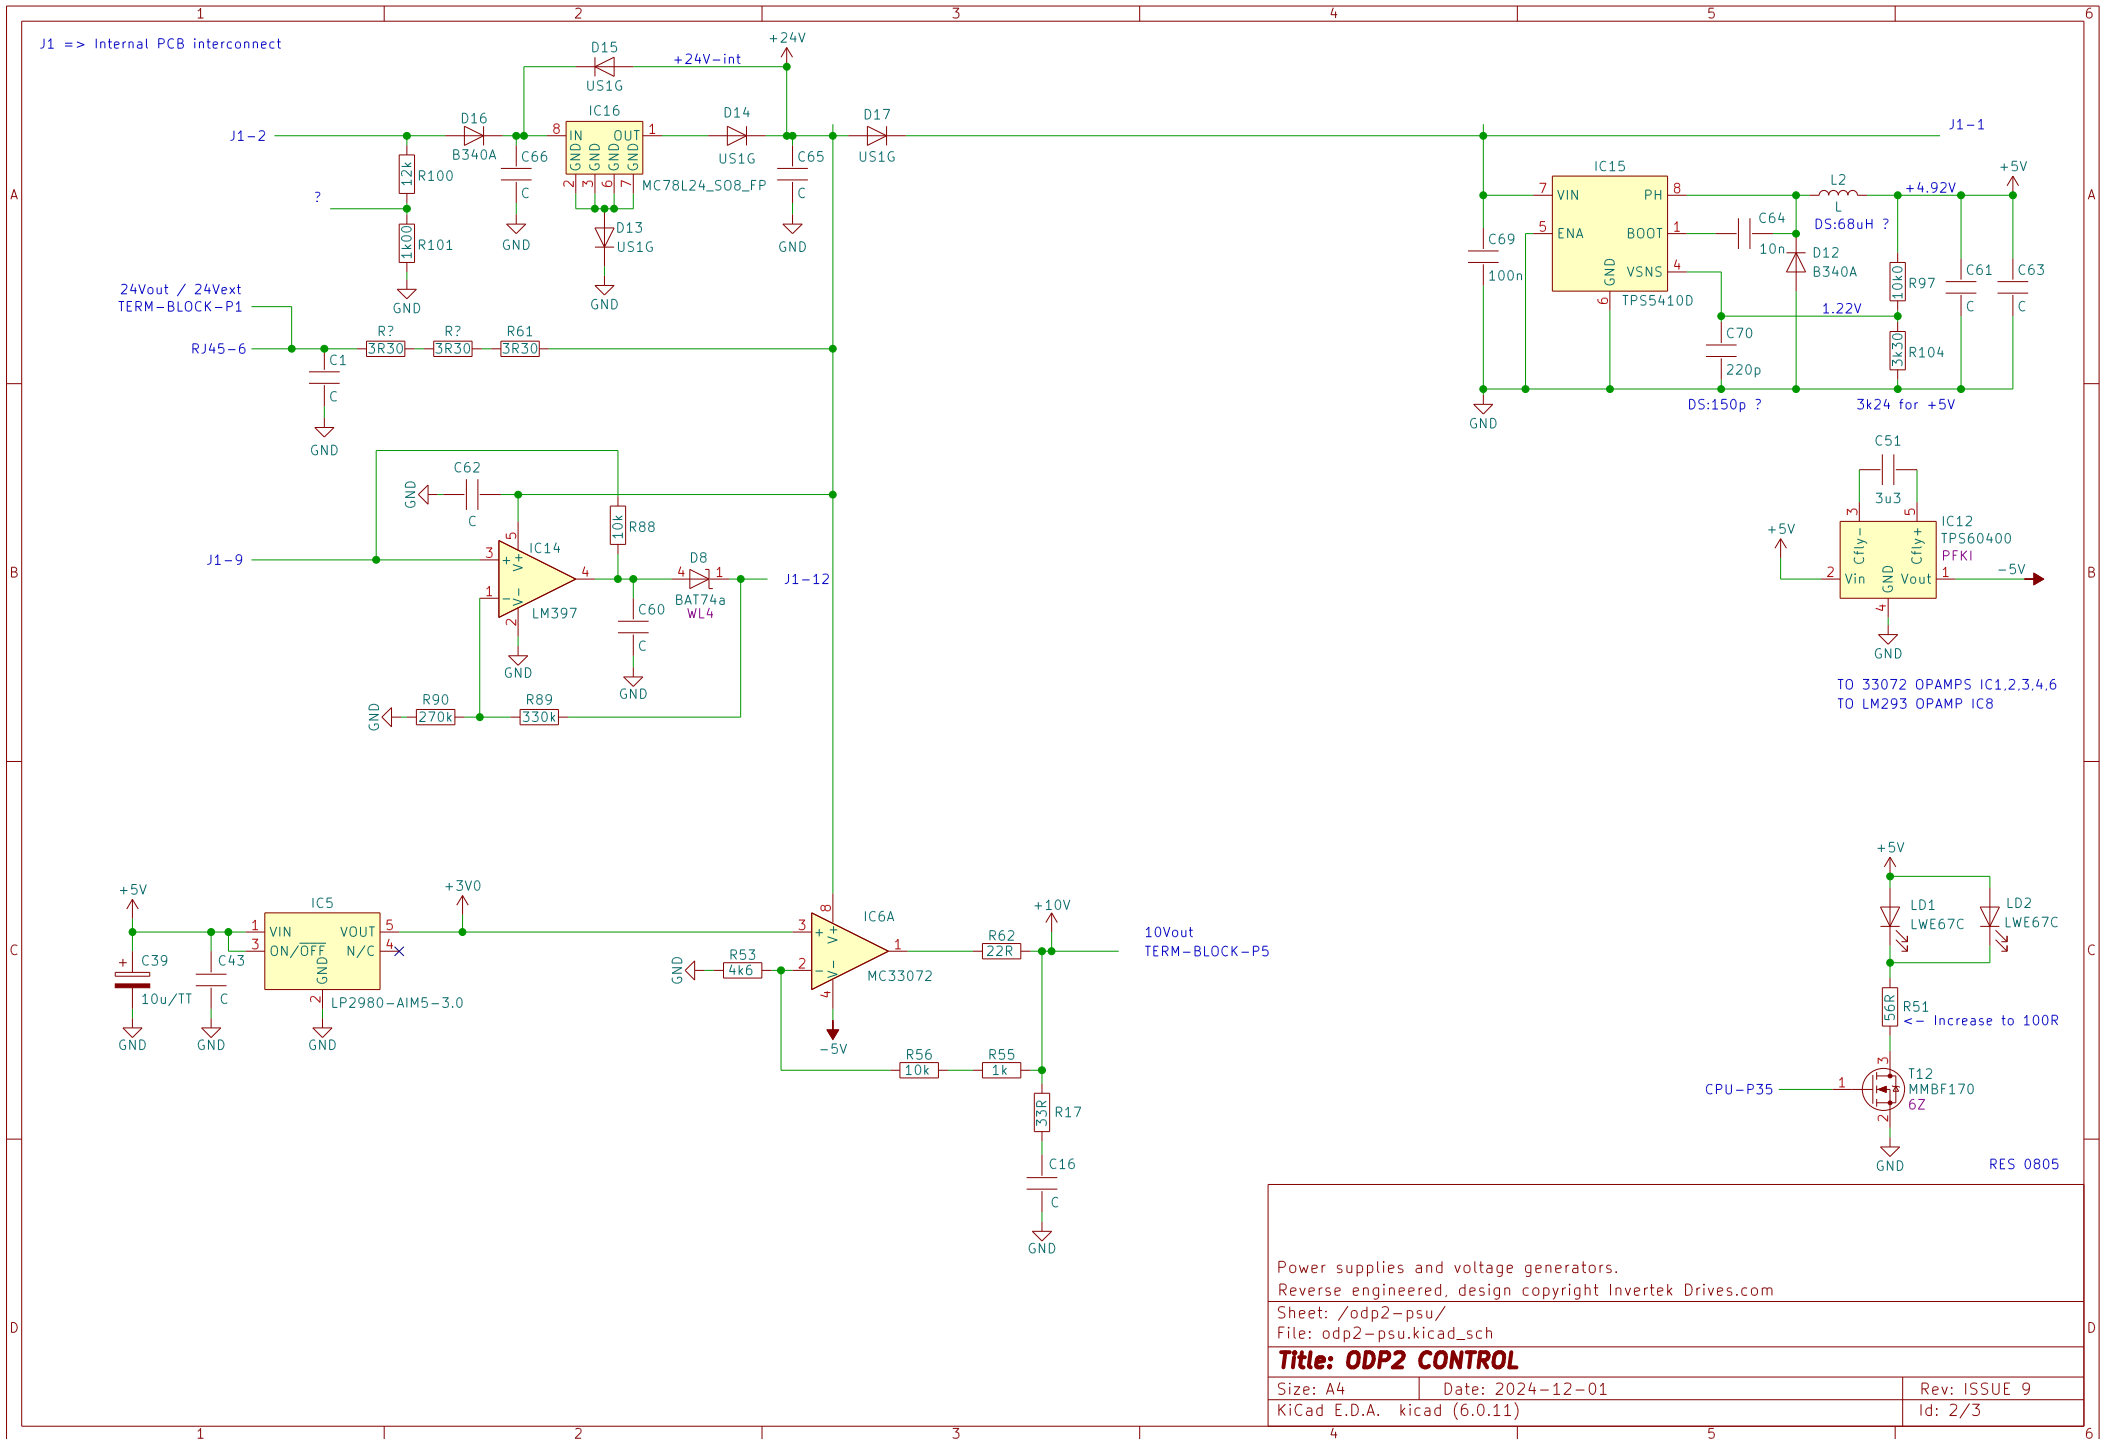 1 2 3 4 5 6
J1 => Internal PCB interconnect
+24V
D15
+24V-int
US1G
IC16
D16
D14
D17
J1-2
8 IN OUT 1
GND GND GND GND
2 3 6 7
B340A
C66
C
US1G
C65
C
US1G
J1-1
MC78L24_SO8_FP
12k R100
?
1k00 R101
GND
GND
D13
US1G
GND
GND
IC15
7 VIN PH 8
5 ENA BOOT 1
GND VSNS 4
6
TPS5410D
C69
100n
C64
10n
L2
L
DS:68uH ?
+4.92V
+5V
D12
B340A
10k0 R97
C61
C
C63
C
1.22V
C70
220p
3k30 R104
DS:150p ?
3k24 for +5V
GND
A A
24Vout / 24Vext
TERM-BLOCK-P1
RJ45-6
R? R? R61
3R30 3R30 3R30
C1
C
GND
C62
GND
C
10k R88
J1-9
IC14
3 + V+ 5
4
1 - V- 2
LM397
GND
D8
4 1
BAT74a
WL4
J1-12
C60
C
GND
R90 R89
GND 270k 330k
C51
3u3
3 5
Cfly- Cfly+
IC12
TPS60400
PFKI
+5V
2 Vin GND Vout 1
-5V
4
GND
B B
TO 33072 OPAMPS IC1,2,3,4,6
TO LM293 OPAMP IC8
+5V
IC5
+3V0
1 VIN VOUT 5
3 ON/OFF N/C 4
GND
2
LP2980-AIM5-3.0
+
C39
10u/TT
C43
C
GND GND GND
IC6A
8
3 + V+
1
2 - V-
4
MC33072
-5V
R53
GND 4k6
R62
22R
+10V
10Vout
TERM-BLOCK-P5
R56 R55
10k 1k
33R R17
C16
C
GND
C C
+5V
LD1
LWE67C
LD2
LWE67C
56R R51
<- Increase to 100R
3
T12
MMBF170
6Z
CPU-P35 1
2
GND
RES 0805
Power supplies and voltage generators.
Reverse engineered, design copyright Invertek Drives.com
Sheet: /odp2-psu/
File: odp2-psu.kicad_sch
D D
Title: ODP2 CONTROL
Size: A4 Date: 2024-12-01 Rev: ISSUE 9
KiCad E.D.A. kicad (6.0.11) Id: 2/3
1 2 3 4 5 6